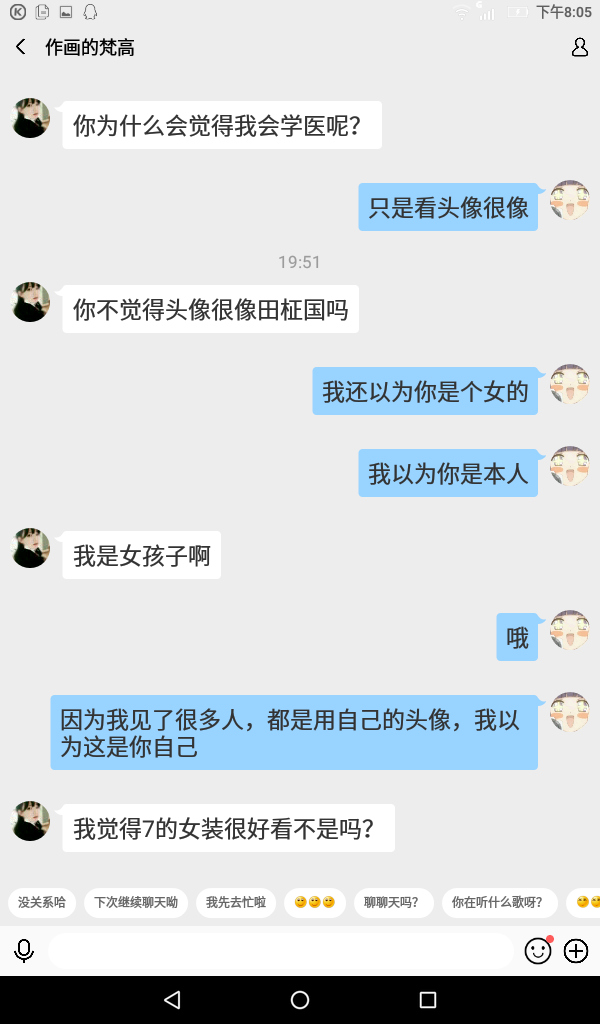 下午8:05
作画的梵高
你为什么会觉得我会学医呢？
只是看头像很像
19:51
你不觉得头像很像田柾国吗
我还以为你是个女的
我以为你是本人
我是女孩子啊
哦
因为我见了很多人，都是用自己的头像，我以
为这是你自己
我觉得7的女装很好看不是吗？
没关系哈
下次继续聊天呦
我先去忙啦
聊聊天吗？
你在听什么歌呀？